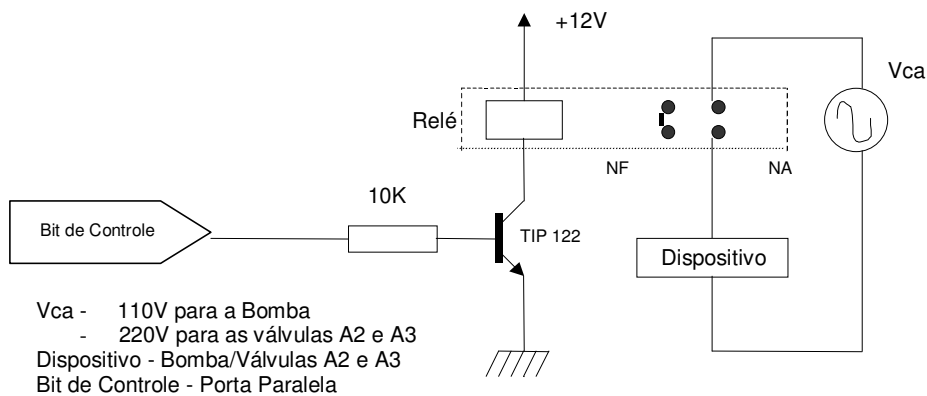 +12V
Vca
Relé
NF
NA
10K
Bit de Controle
TIP 122
Dispositivo
Vca - 110V para a Bomba
- 220V para as válvulas A2 e A3
Dispositivo - Bomba/Válvulas A2 e A3
Bit de Controle - Porta Paralela